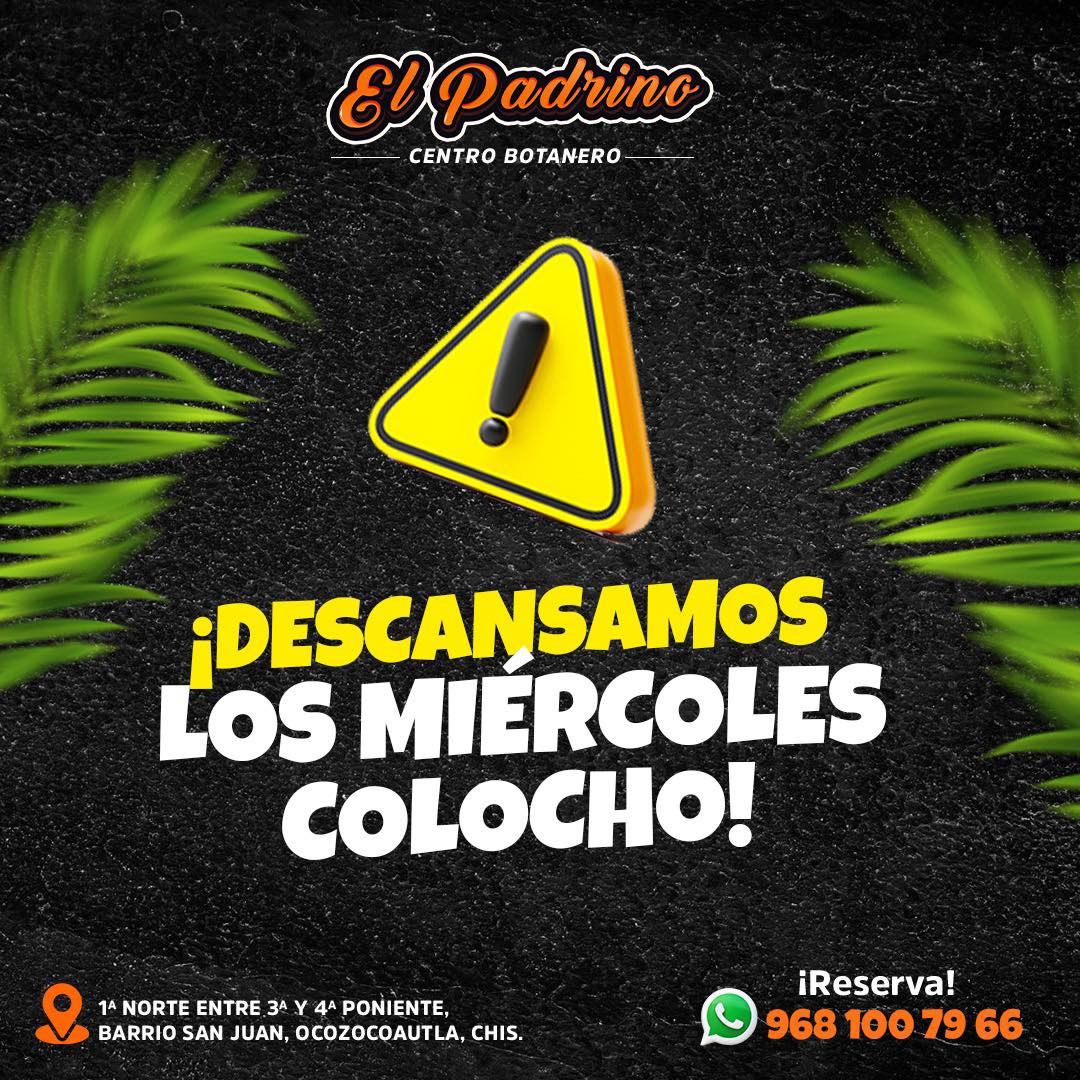 El Padrino
CENTRO BOTANERO
¡DESCANSAMOS
LOS MIÉRCOLES
COLOCHO!
1ª NORTE ENTRE 3ª Y 4ª PONIENTE,
BARRIO SAN JUAN, OCOZOCOAUTLA, CHIS.
¡Reserva!
968 100 79 66